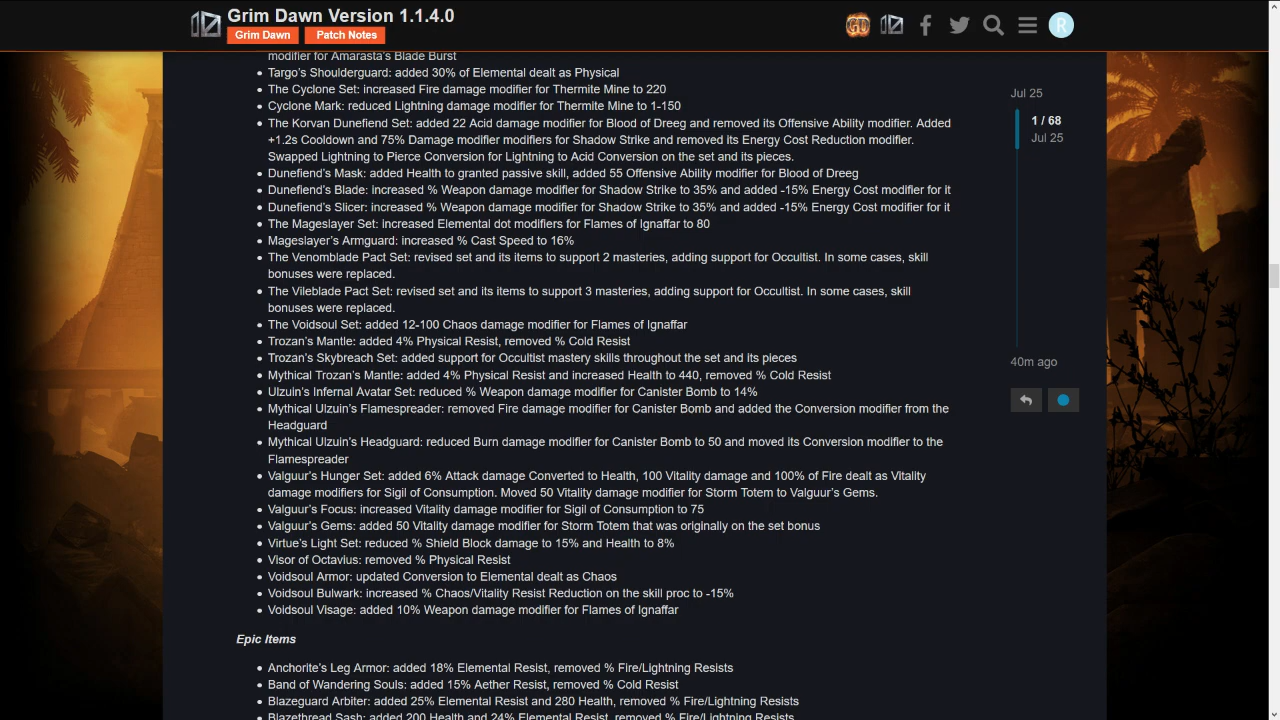 Grim Dawn Version 1.1.4.0
Grim Dawn Patch Notes
GD
R
modifier for Amarasta's Blade Burst
Targo's Shoulderguard: added 30% of Elemental dealt as Physical
The Cyclone Set: increased Fire damage modifier for Thermite Mine to 220
Cyclone Mark: reduced Lightning damage modifier for Thermite Mine to 1-150
The Korvan Dunefiend Set: added 22 Acid damage modifier for Blood of Dreeg and removed its Offensive Ability modifier. Added
+1.2s Cooldown and 75% Damage modifier modifiers for Shadow Strike and removed its Energy Cost Reduction modifier.
Swapped Lightning to Pierce Conversion for Lightning to Acid Conversion on the set and its pieces.
Dunefiend's Mask: added Health to granted passive skill, added 55 Offensive Ability modifier for Blood of Dreeg
Dunefiend's Blade: increased % Weapon damage modifier for Shadow Strike to 35% and added -15% Energy Cost modifier for it
Dunefiend's Slicer: increased % Weapon damage modifier for Shadow Strike to 35% and added -15% Energy Cost modifier for it
The Mageslayer Set: increased Elemental dot modifiers for Flames of Ignaffar to 80
Mageslayer's Armguard: increased % Cast Speed to 16%
The Venomblade Pact Set: revised set and its items to support 2 masteries, adding support for Occultist. In some cases, skill
bonuses were replaced.
The Vileblade Pact Set: revised set and its items to support 3 masteries, adding support for Occultist. In some cases, skill
bonuses were replaced.
The Voidsoul Set: added 12-100 Chaos damage modifier for Flames of Ignaffar
Trozan's Mantle: added 4% Physical Resist, removed % Cold Resist
Trozan's Skybreach Set: added support for Occultist mastery skills throughout the set and its pieces
Mythical Trozan's Mantle: added 4% Physical Resist and increased Health to 440, removed % Cold Resist
Ulzuin's Infernal Avatar Set: reduced % Weapon damage modifier for Canister Bomb to 14%
Mythical Ulzuin's Flamespreader: removed Fire damage modifier for Canister Bomb and added the Conversion modifier from the
Headguard
Mythical Ulzuin's Headguard: reduced Burn damage modifier for Canister Bomb to 50 and moved its Conversion modifier to the
Flamespreader
Valguur's Hunger Set: added 6% Attack damage Converted to Health, 100 Vitality damage and 100% of Fire dealt as Vitality
damage modifiers for Sigil of Consumption. Moved 50 Vitality damage modifier for Storm Totem to Valguur's Gems.
Valguur's Focus: increased Vitality damage modifier for Sigil of Consumption to 75
Valguur's Gems: added 50 Vitality damage modifier for Storm Totem that was originally on the set bonus
Virtue's Light Set: reduced % Shield Block damage to 15% and Health to 8%
Visor of Octavius: removed % Physical Resist
Voidsoul Armor: updated Conversion to Elemental dealt as Chaos
Voidsoul Bulwark: increased % Chaos/Vitality Resist Reduction on the skill proc to -15%
Voidsoul Visage: added 10% Weapon damage modifier for Flames of Ignaffar
Epic Items
Anchorite's Leg Armor: added 18% Elemental Resist, removed % Fire/Lightning Resists
Band of Wandering Souls: added 15% Aether Resist, removed % Cold Resist
Blazeguard Arbiter: added 25% Elemental Resist and 280 Health, removed % Fire/Lightning Resists
Blazethread Sash: added 200 Health and 24% Elemental Resist, removed % Fire/Lightning Resists
Jul 25
1 / 68
Jul 25
40m ago